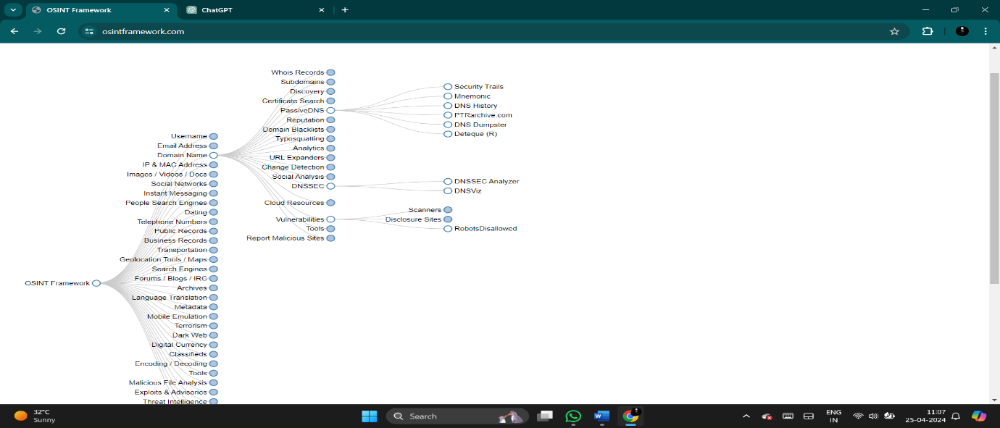 OSINT Framework
ChatGPT
osintframework.com
Whois Records
Subdomains
Discovery
Certificate Search
PassiveDNS
Reputation
Domain Blacklists
Typosquatting
Analytics
URL Expanders
Change Detection
Social Analysis
DNSSEC
Cloud Resources
Vulnerabilities
Tools
Report Malicious Sites
Security Trails
Mnemonic
DNS History
PTRarchive.com
DNS Dumpster
Deteque (R)
DNSSEC Analyzer
DNSViz
Scanners
Disclosure Sites
RobotsDisallowed
Username
Email Address
Domain Name
IP & MAC Address
Images / Videos / Docs
Social Networks
Instant Messaging
People Search Engines
Dating
Telephone Numbers
Public Records
Business Records
Transportation
Geolocation Tools / Maps
Search Engines
Forums / Blogs / IRC
Archives
Language Translation
Metadata
Mobile Emulation
Terrorism
Dark Web
Digital Currency
Classifieds
Encoding / Decoding
Tools
Malicious File Analysis
Exploits & Advisories
Threat Intelligence
OSINT Framework
32°C
Sunny
Search
ENG
IN
11:07
25-04-2024